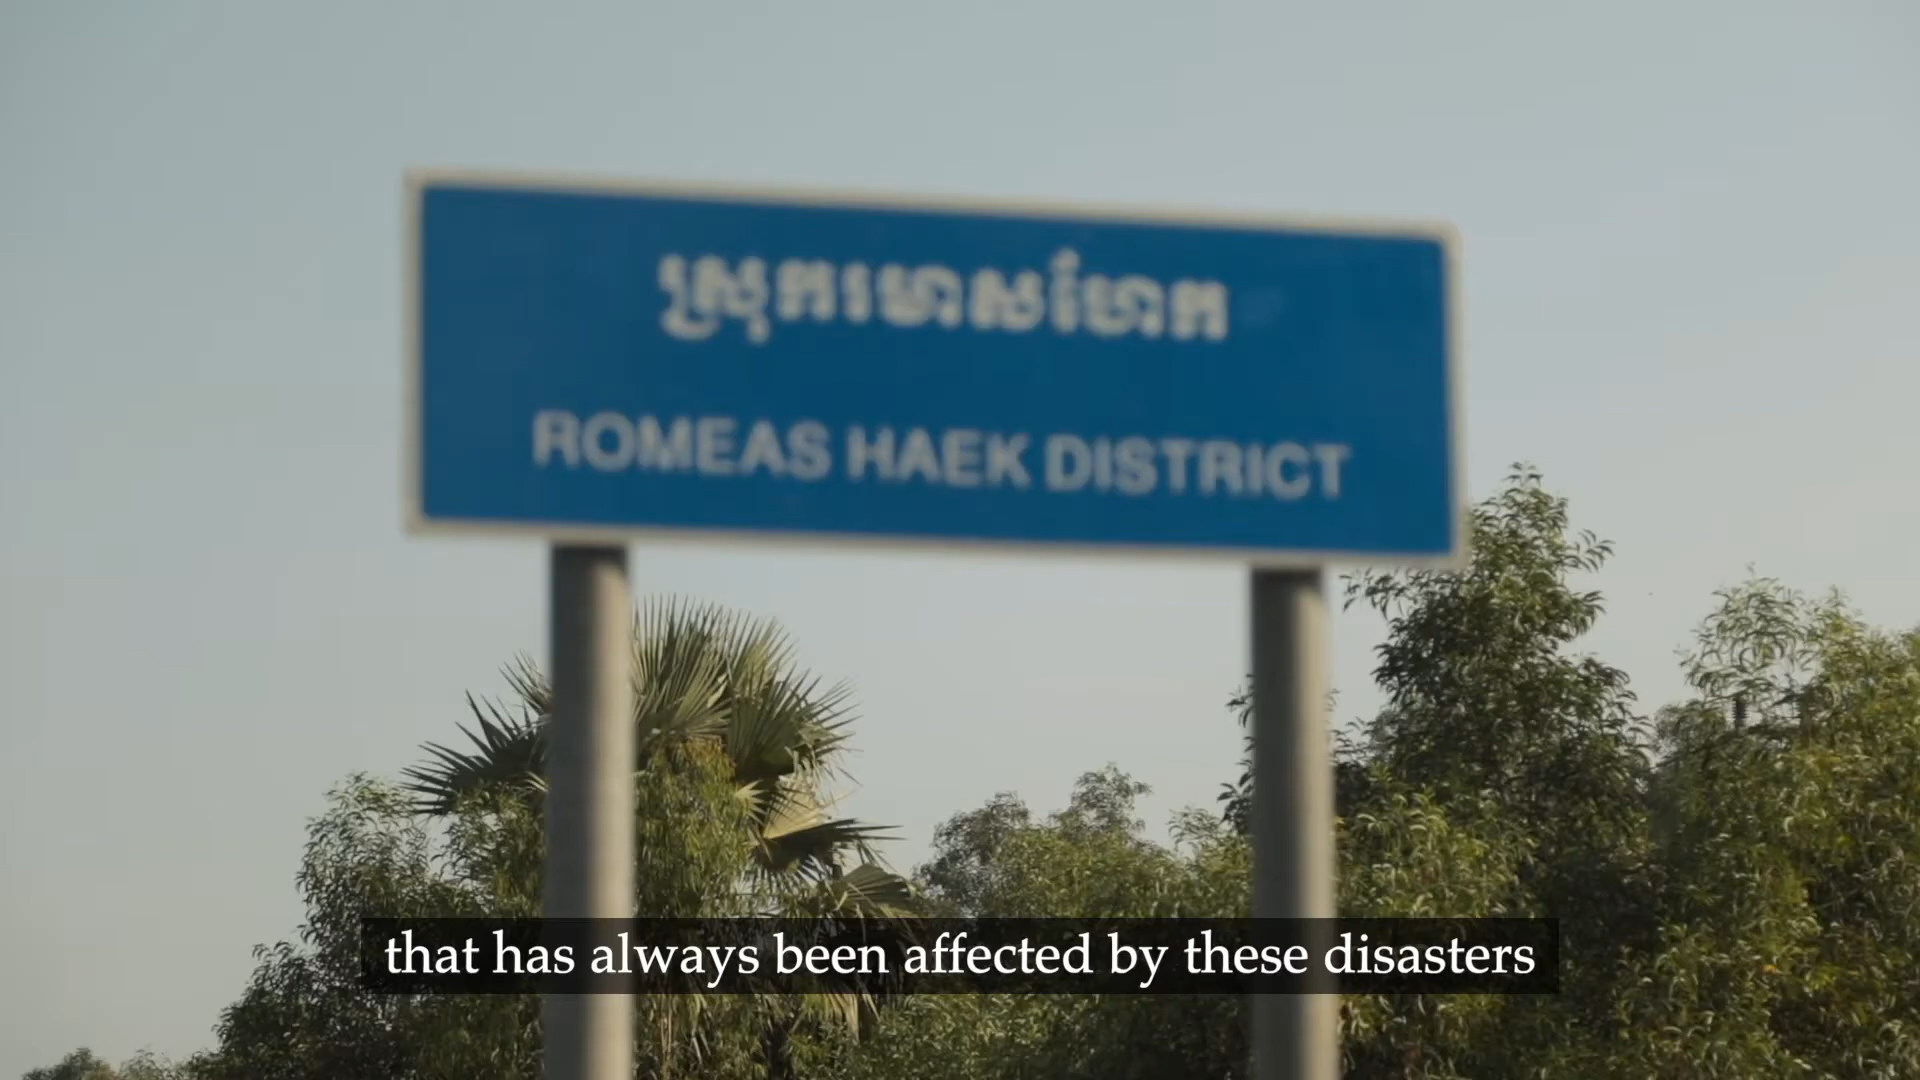 ស្រុករមាសហែក
ROMEAS HAEK DISTRICT
that has always been affected by these disasters